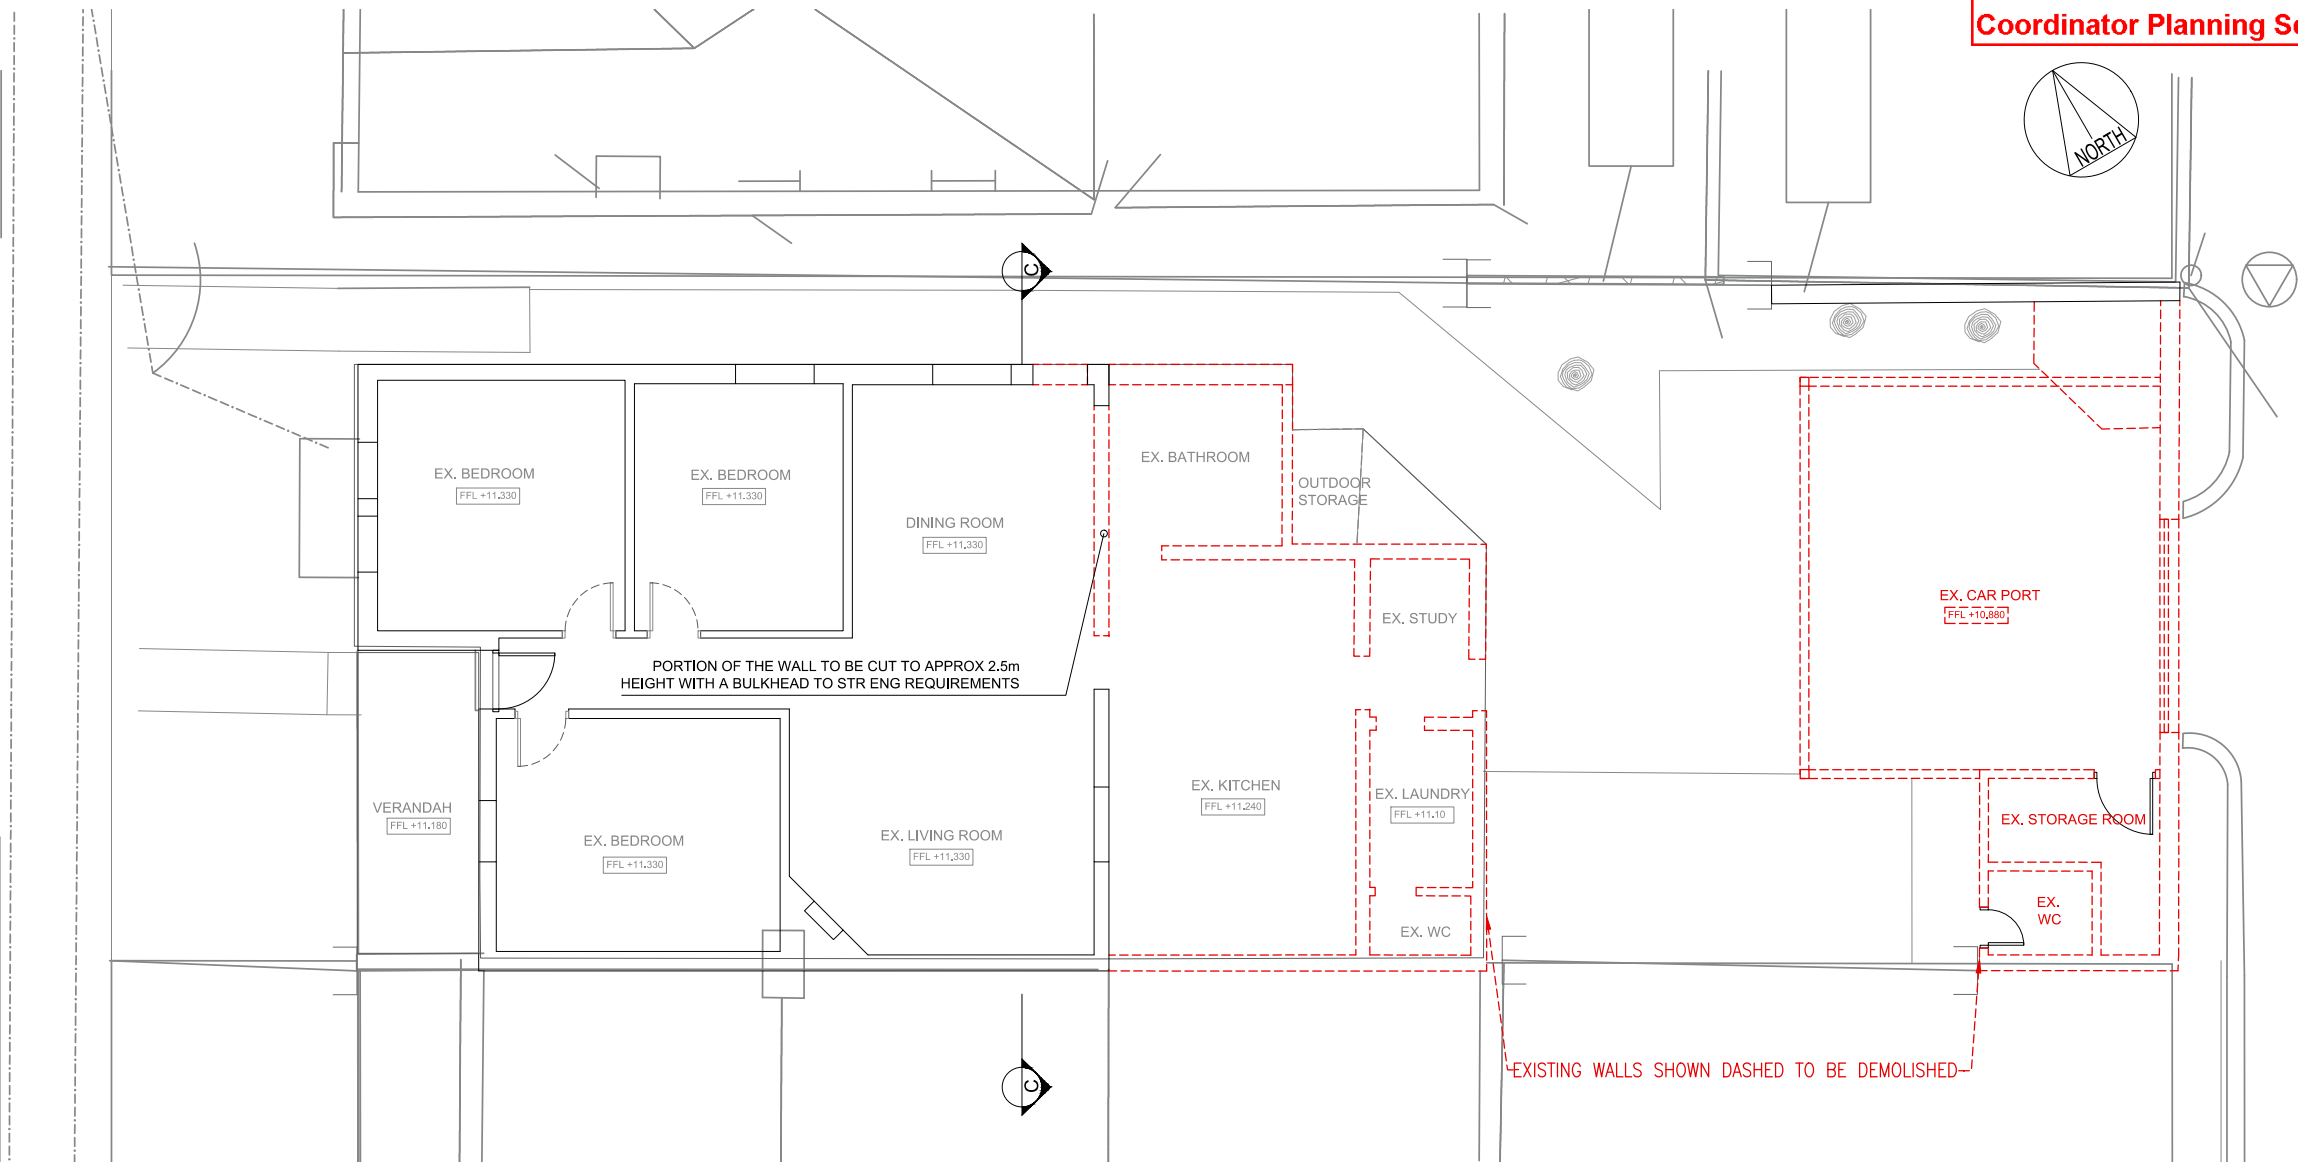 Coordinator Planning Se
NORTH
C
EX. BEDROOM
FFL +11.330
EX. BEDROOM
FFL +11.330
DINING ROOM
FFL +11.330
EX. BATHROOM
OUTDOOR
STORAGE
EX. STUDY
EX. CAR PORT
FFL +10.880
PORTION OF THE WALL TO BE CUT TO APPROX 2.5m
HEIGHT WITH A BULKHEAD TO STR ENG REQUIREMENTS
VERANDAH
FFL +11.180
EX. BEDROOM
FFL +11.330
EX. LIVING ROOM
FFL +11.330
EX. KITCHEN
FFL +11.240
EX. LAUNDRY
FFL +11.10
EX. WC
EX. STORAGE ROOM
EX.
WC
EXISTING WALLS SHOWN DASHED TO BE DEMOLISHED
C